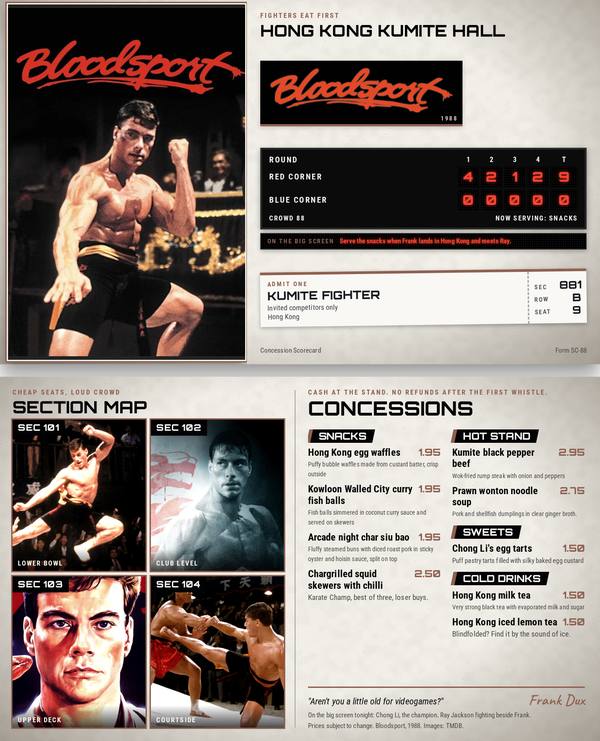 Bloodsport
FIGHTERS EAT FIRST
HONG KONG KUMITE HALL
Bloodsport
1988
ROUND 1 2 3 4 T
RED CORNER 4 2 1 2 9
BLUE CORNER 0 0 0 0 0
CROWD 88 NOW SERVING: SNACKS
ON THE BIG SCREEN Serve the snacks when Frank lands in Hong Kong and meets Ray.
ADMIT ONE
KUMITE FIGHTER
Invited competitors only
Hong Kong
SEC 881
ROW B
SEAT 9
Concession Scorecard Form SC-88
CHEAP SEATS, LOUD CROWD
SECTION MAP
SEC 101
LOWER BOWL
SEC 102
CLUB LEVEL
SEC 103
UPPER DECK
SEC 104
COURTSIDE
CASH AT THE STAND. NO REFUNDS AFTER THE FIRST WHISTLE.
CONCESSIONS
SNACKS
Hong Kong egg waffles 1.95
Puffy bubble waffles made from custard batter, crisp
outside
Kowloon Walled City curry 1.95
fish balls
Fish balls simmered in coconut curry sauce and
served on skewers
Arcade night char siu bao 1.95
Fluffy steamed buns with diced roast pork in sticky
oyster and hoisin sauce, split on top
Chargrilled squid 2.50
skewers with chilli
Karate Champ, best of three, loser buys.
HOT STAND
Kumite black pepper 2.95
beef
Wok-fried rump steak with onion and peppers
Prawn wonton noodle 2.75
soup
Pork and shellfish dumplings in clear ginger broth.
SWEETS
Chong Li's egg tarts 1.50
Puff pastry tarts filled with silky baked egg custard
COLD DRINKS
Hong Kong milk tea 1.50
Very strong black tea with evaporated milk and sugar
Hong Kong iced lemon tea 1.50
Blindfolded? Find it by the sound of ice.
"Aren't you a little old for videogames?" Frank Dux
On the big screen tonight: Chong Li, the champion. Ray Jackson fighting beside Frank.
Prices subject to change. Bloodsport, 1988. Images: TMDB.